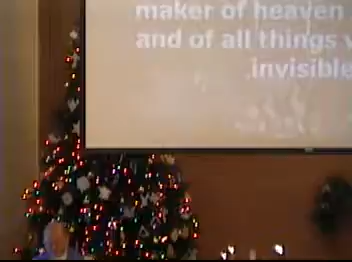 maker of heaven
and of all things
invisible